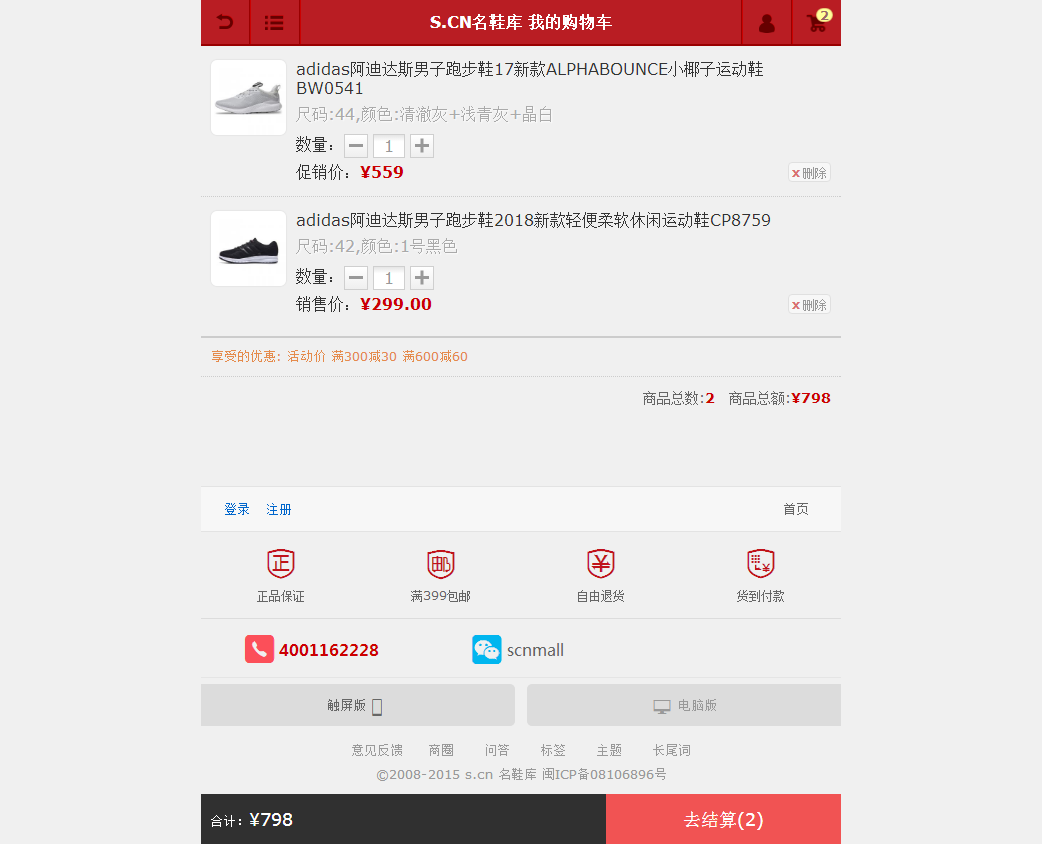 S.CN名鞋库 我的购物车
2
adidas阿迪达斯男子跑步鞋17新款ALPHABOUNCE小椰子运动鞋
BW0541
尺码:44,颜色:清澈灰+浅青灰+晶白
数量: 1
促销价: ¥559 x删除
adidas阿迪达斯男子跑步鞋2018新款轻便柔软休闲运动鞋CP8759
尺码:42,颜色:1号黑色
数量: 1
销售价: ¥299.00 x删除
享受的优惠: 活动价 满300减30 满600减60
商品总数:2 商品总额:¥798
登录 注册 首页
正 邮 ¥ ¥
正品保证 满399包邮 自由退货 货到付款
4001162228 scnmall
触屏版 电脑版
意见反馈 商圈 问答 标签 主题 长尾词
©2008-2015 s.cn 名鞋库 闽ICP备08106896号
合计: ¥798 去结算(2)